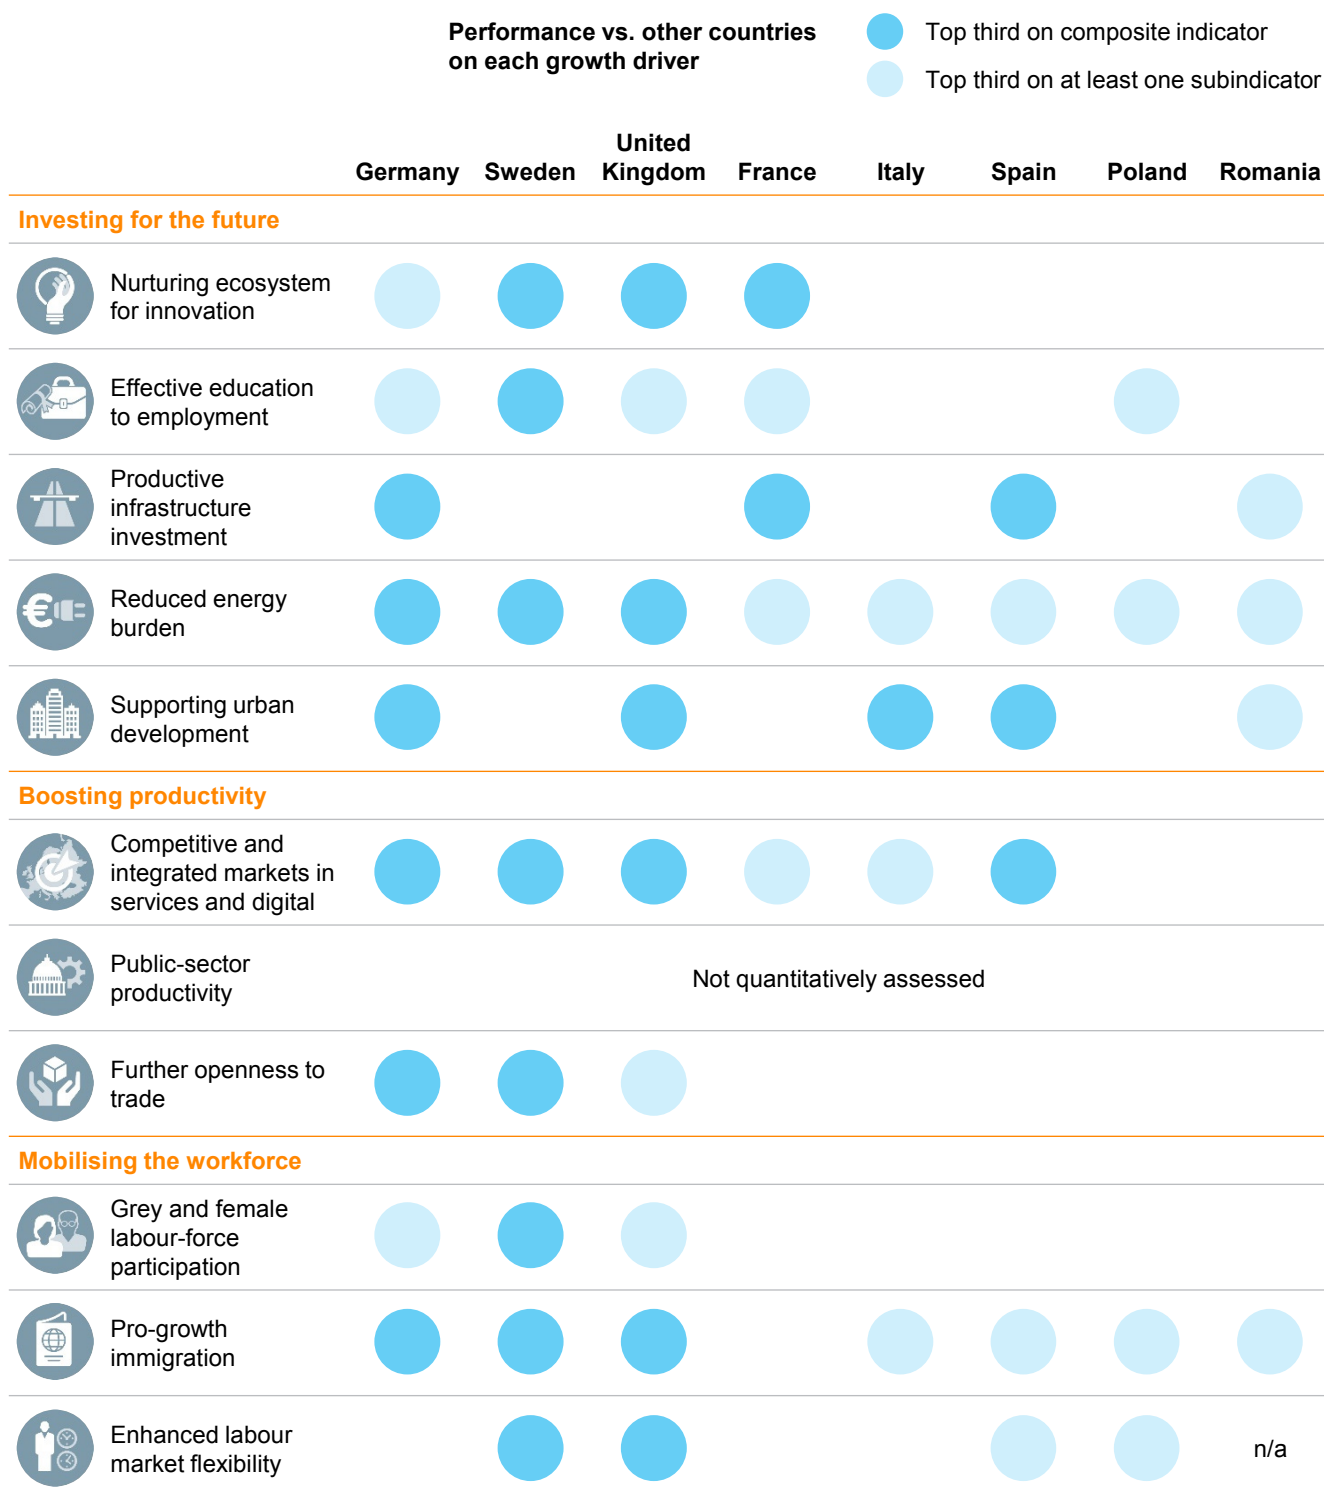 Performance vs. other countries
on each growth driver
Top third on composite indicator
Top third on at least one subindicator
Germany Sweden United Kingdom France Italy Spain Poland Romania
Investing for the future
Nurturing ecosystem
for innovation
Effective education
to employment
Productive
infrastructure
investment
Reduced energy
burden
Supporting urban
development
Boosting productivity
Competitive and
integrated markets in
services and digital
Public-sector
productivity
Not quantitatively assessed
Further openness to
trade
Mobilising the workforce
Grey and female
labour-force
participation
Pro-growth
immigration
Enhanced labour
market flexibility
n/a